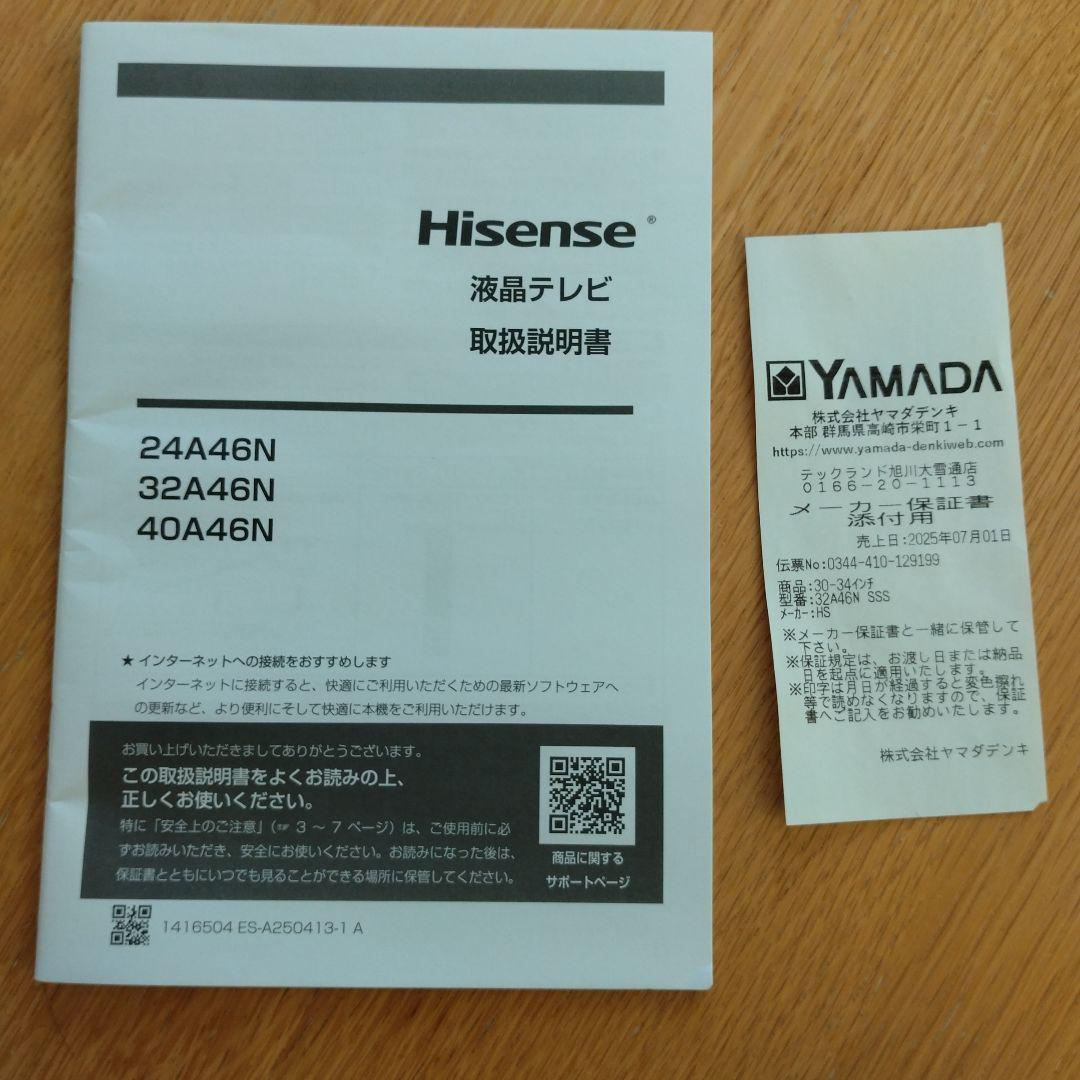 Hisense®
液晶テレビ
取扱説明書
24A46N
32A46N
40A46N
★ インターネットへの接続をおすすめします
インターネットに接続すると、快適にご利用いただくための最新ソフトウェアへ
の更新など、より便利にそして快適に本機をご利用いただけます。
お買い上げいただきましてありがとうございます。
この取扱説明書をよくお読みの上、
正しくお使いください。
特に「安全上のご注意」(☞ 3 ～ 7 ページ)は、ご使用前に必
ずお読みいただき、安全にお使いください。お読みになった後は、
保証書とともにいつでも見ることができる場所に保管してください。
商品に関する
サポートページ
1416504 ES-A250413-1 A
YAMADA
株式会社ヤマダデンキ
本部 群馬県高崎市栄町1-1
https://www.yamada-denkiweb.com
テックランド旭川大雪通店
0166-20-1113
メーカー保証書
添付用
売上日:2025年07月01日
伝票No:0344-410-129199
商品:30-34インチ
型番:32A46N SSS
メーカー:HS
※メーカー保証書と一緒に保管して
下さい。
※保証規定は、お渡し日または納品
日を起点に適用いたします。
※印字は月日が経過すると変色擦れ
等で読めなくなりますので、保証
書へご記入をお勧めいたします。
株式会社ヤマダデンキ